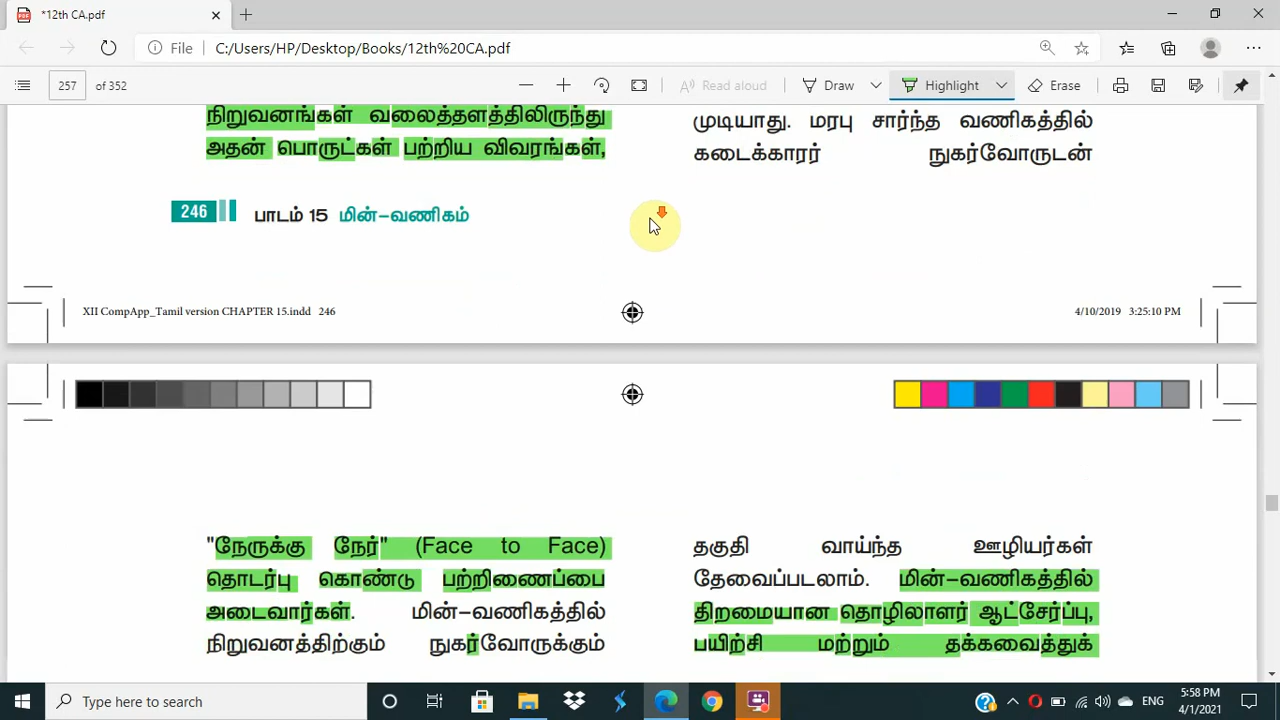 *12th CA.pdf
File C:/Users/HP/Desktop/Books/12th%20CA.pdf
257 of 352 Read aloud Draw Highlight Erase
நிறுவனங்கள் வலைத்தளத்திலிருந்து
அதன் பொருட்கள் பற்றிய விவரங்கள்,
முடியாது. மரபு சார்ந்த வணிகத்தில்
கடைக்காரர் நுகர்வோருடன்
246 பாடம் 15 மின்-வணிகம்
XII CompApp_Tamil version CHAPTER 15.indd 246 4/10/2019 3:25:10 PM
"நேருக்கு நேர்" (Face to Face)
தொடர்பு கொண்டு பற்றிணைப்பை
அடைவார்கள். மின்-வணிகத்தில்
நிறுவனத்திற்கும் நுகர்வோருக்கும்
தகுதி வாய்ந்த ஊழியர்கள்
தேவைப்படலாம். மின்-வணிகத்தில்
திறமையான தொழிலாளர் ஆட்சேர்ப்பு,
பயிற்சி மற்றும் தக்கவைத்துக்
Type here to search ENG 5:58 PM
4/1/2021